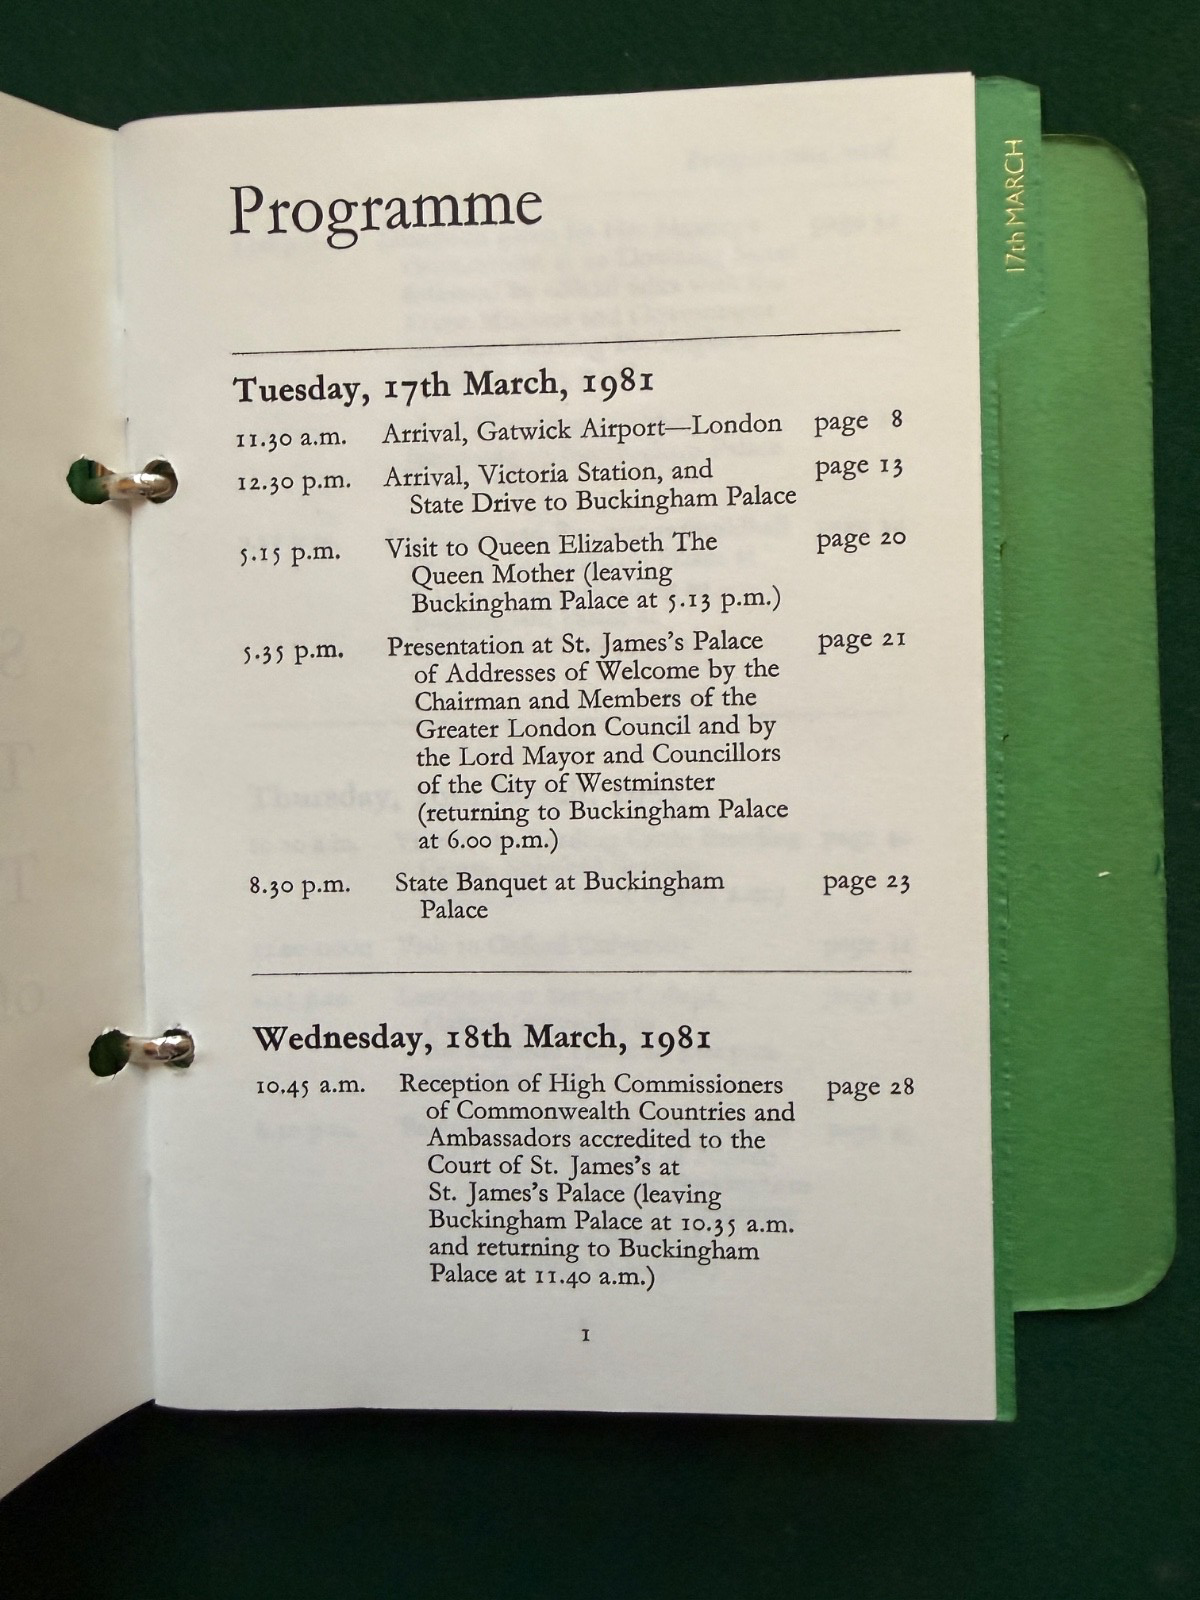 17th MARCH
Programme
Tuesday, 17th March, 1981
11.30 a.m. Arrival, Gatwick Airport—London page 8
12.30 p.m. Arrival, Victoria Station, and page 13
State Drive to Buckingham Palace
5.15 p.m. Visit to Queen Elizabeth The page 20
Queen Mother (leaving
Buckingham Palace at 5.13 p.m.)
5.35 p.m. Presentation at St. James's Palace page 21
of Addresses of Welcome by the
Chairman and Members of the
Greater London Council and by
the Lord Mayor and Councillors
of the City of Westminster
(returning to Buckingham Palace
at 6.00 p.m.)
8.30 p.m. State Banquet at Buckingham page 23
Palace
Wednesday, 18th March, 1981
10.45 a.m. Reception of High Commissioners page 28
of Commonwealth Countries and
Ambassadors accredited to the
Court of St. James's at
St. James's Palace (leaving
Buckingham Palace at 10.35 a.m.
and returning to Buckingham
Palace at 11.40 a.m.)
1